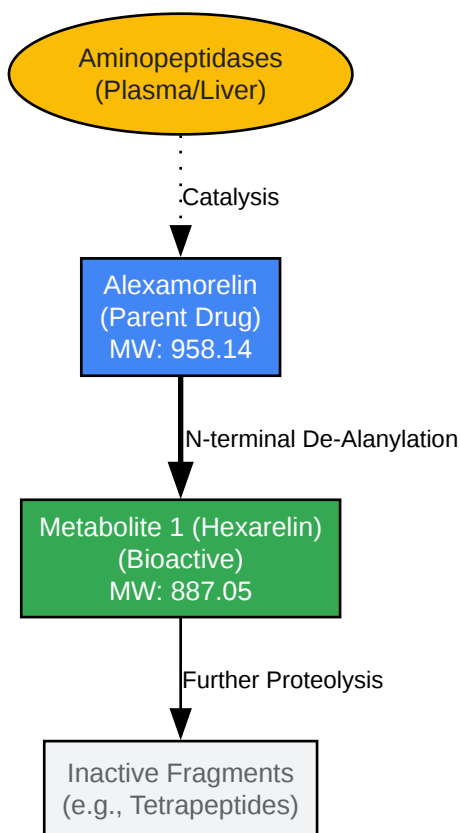 Aminopeptidases
(Plasma/Liver)
Catalysis
Alexamorelin
(Parent Drug)
MW: 958.14
N-terminal De-Alanylation
Metabolite 1 (Hexarelin)
(Bioactive)
MW: 887.05
Further Proteolysis
Inactive Fragments
(e.g., Tetrapeptides)